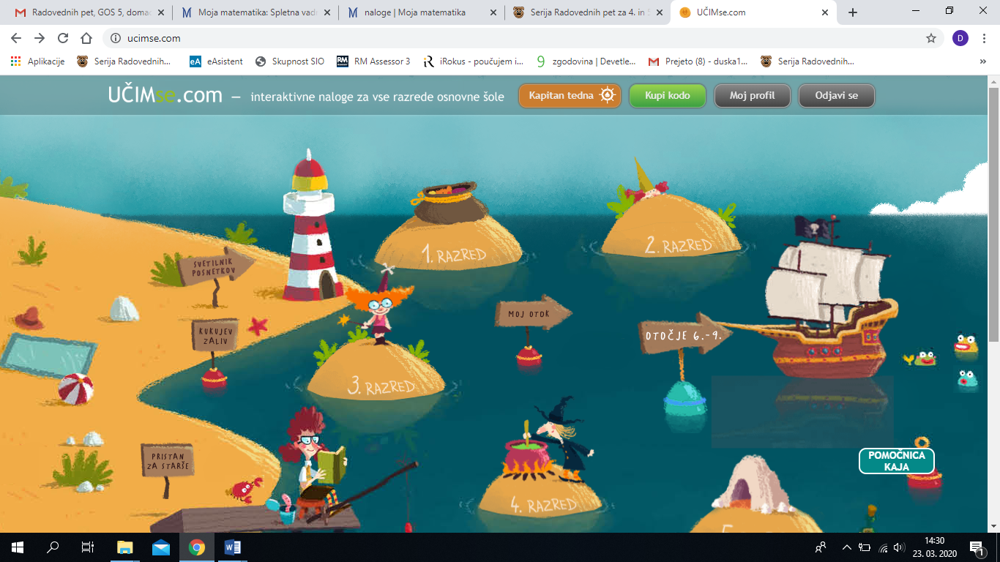 Radovednih pet, GOS 5, domač
Moja matematika: Spletna vad
naloge | Moja matematika
Serija Radovednih pet za 4. in 5
UČIMse.com
ucimse.com
D
Aplikacije
Serija Radovednih...
eA
eAsistent
Skupnost SIO
RM
RM Assessor 3
iRokus – poučujem i...
zgodovina | Devetle...
Prejeto (8) – duska1...
Serija Radovednih...
»
UČIMse.com – interaktivne naloge za vse razrede osnovne šole
Kapitan tedna
Kupi kodo
Moj profil
Odjavi se
1. RAZRED
2. RAZRED
SVETILNIK
POSNETKOV
MOJ OTOK
KUKUJEV
ZALIV
OTOČJE 6.-9.
3. RAZRED
PRISTAN
ZA STARŠE
POMOČNICA
KAJA
4. RAZRED
14:30
23. 03. 2020
1